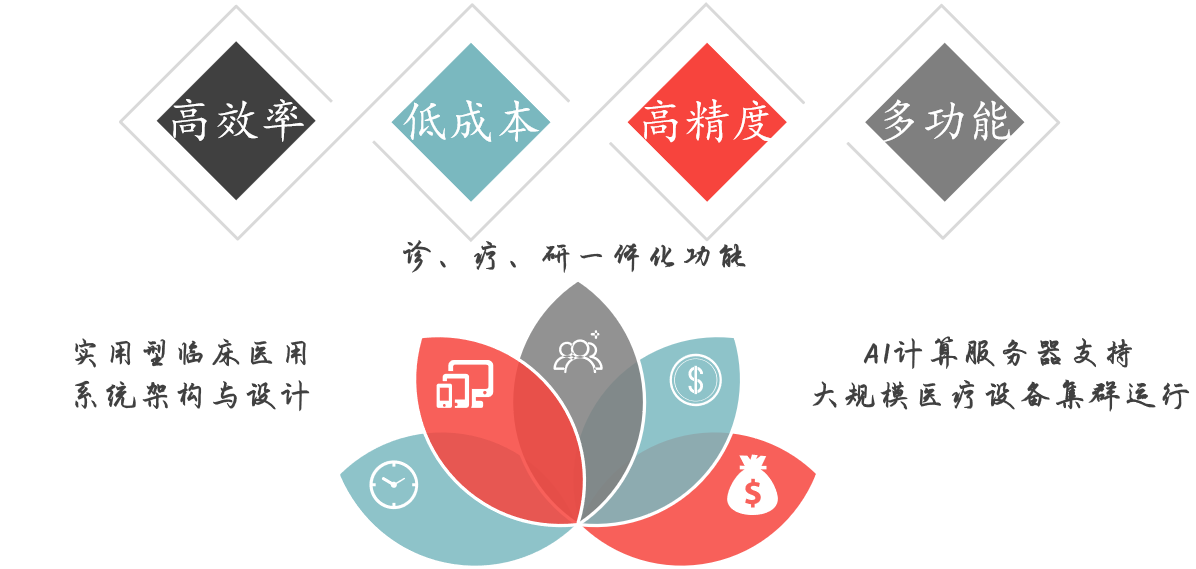 高效率
低成本
高精度
多功能
诊、疗、研一体化功能
实用型临床医用
系统架构与设计
AI计算服务器支持
大规模医疗设备集群运行
$
$